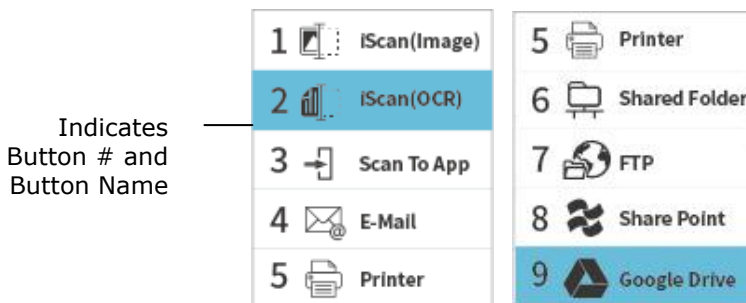 Indicates
Button # and
Button Name
1 iScan(Image)
2 iScan(OCR)
3 Scan To App
4 E-Mail
5 Printer
5 Printer
6 Shared Folder
7 FTP
8 Share Point
9 Google Drive